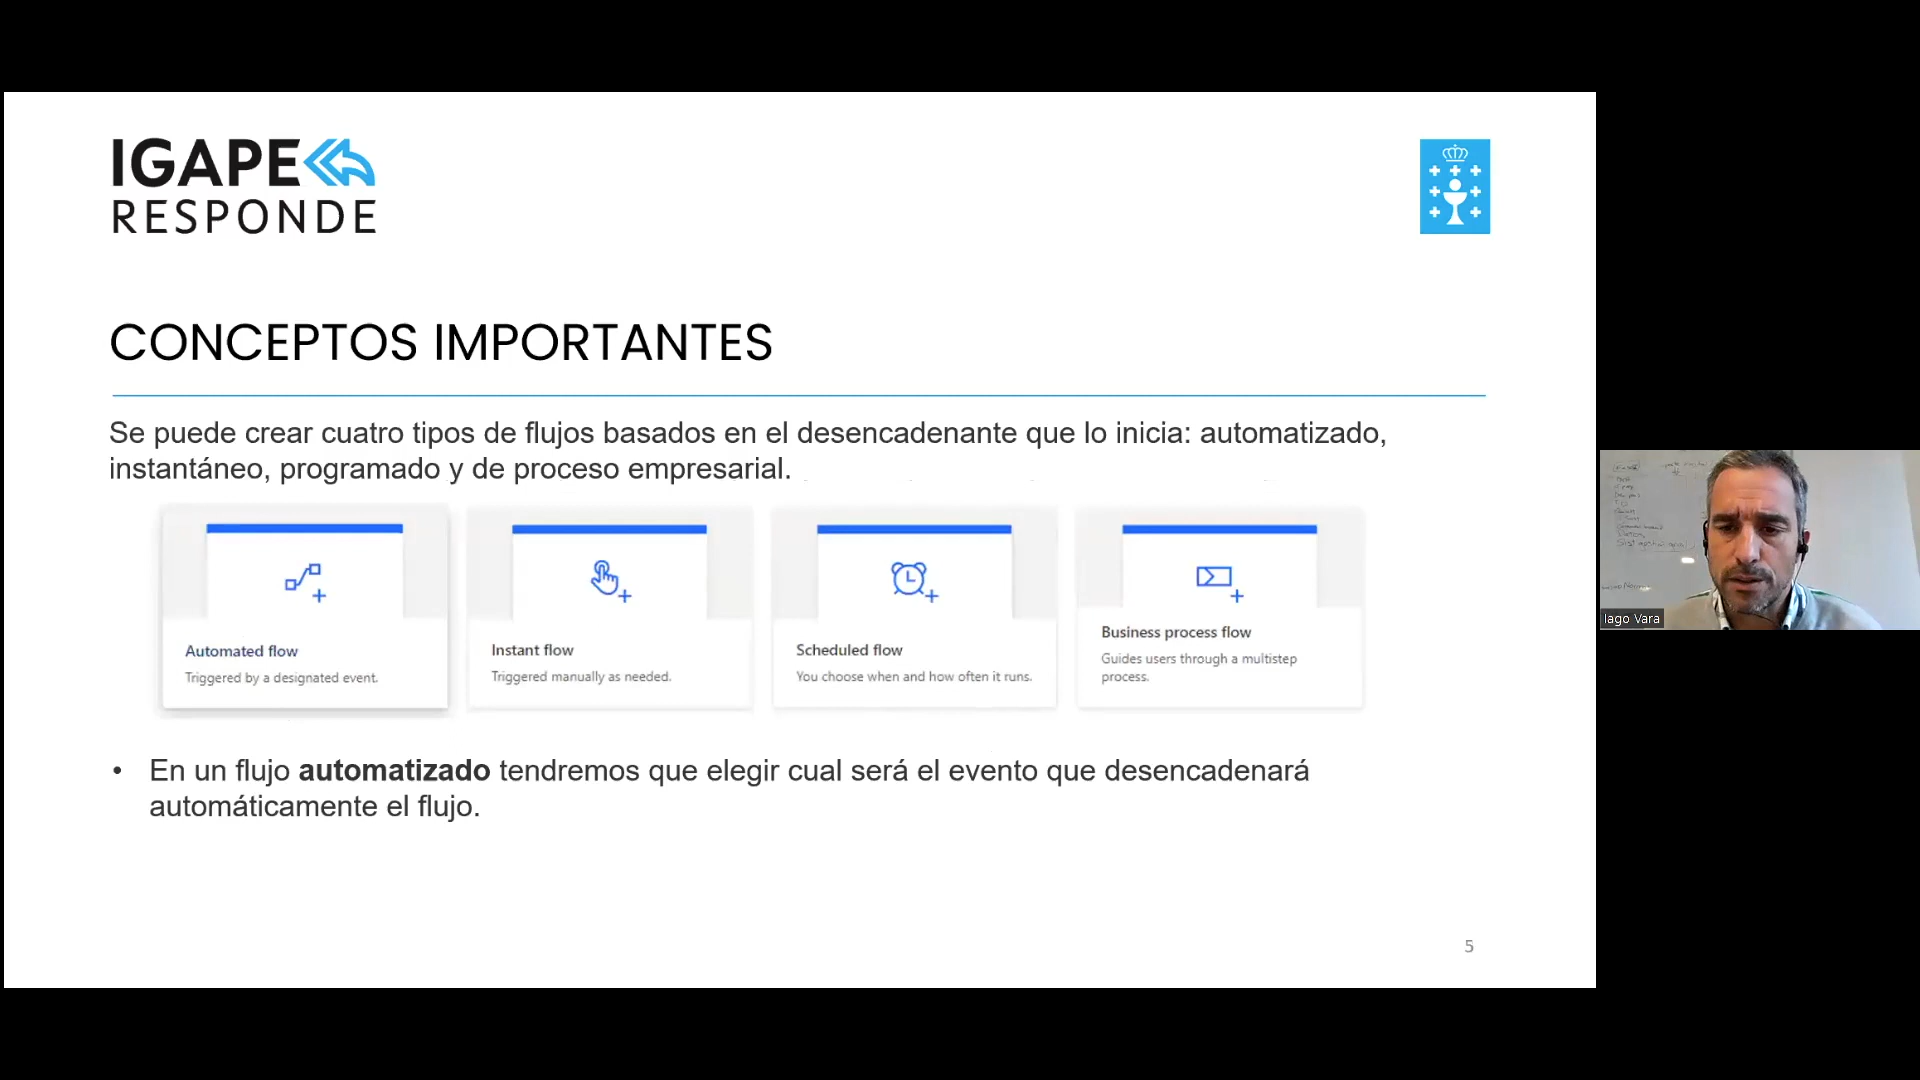 IGAPE
RESPONDE
CONCEPTOS IMPORTANTES
Se puede crear cuatro tipos de flujos basados en el desencadenante que lo inicia: automatizado,
instantáneo, programado y de proceso empresarial.
Automated flow
Triggered by a designated event.
Instant flow
Triggered manually as needed.
Scheduled flow
You choose when and how often it runs.
Business process flow
Guides users through a multistep
process.
• En un flujo automatizado tendremos que elegir cual será el evento que desencadenará
automáticamente el flujo.
5
Iago Vara